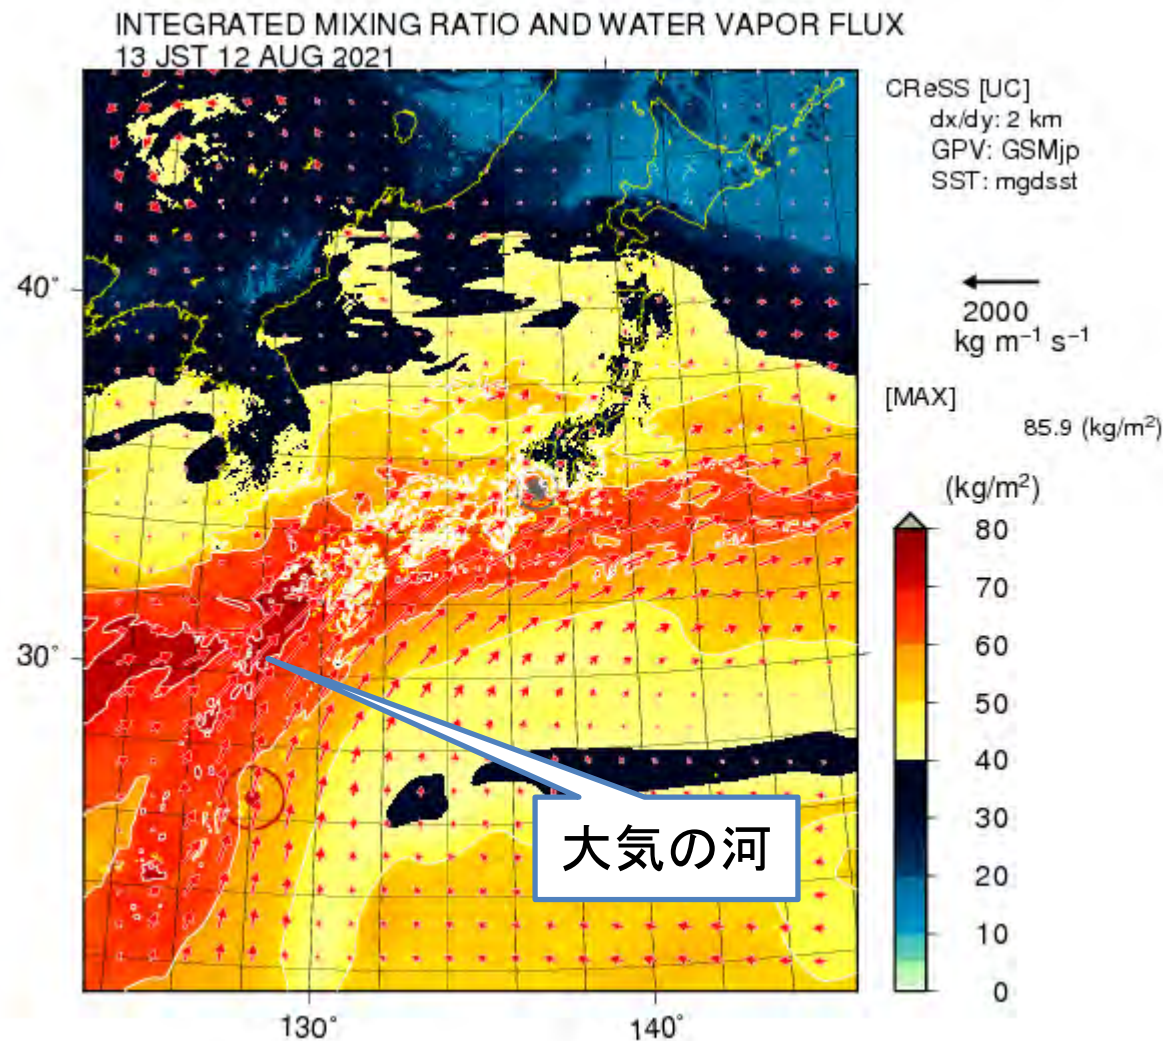 INTEGRATED MIXING RATIO AND WATER VAPOR FLUX
13 JST 12 AUG 2021
CReSS [UC]
dx/dy: 2 km
GPV: GSMjp
SST: mgdsst
40°
2000
kg m⁻¹ s⁻¹
[MAX]
85.9 (kg/m²)
(kg/m²)
80
70
60
30°
50
40
30
大気の河
20
10
0
130°
140°